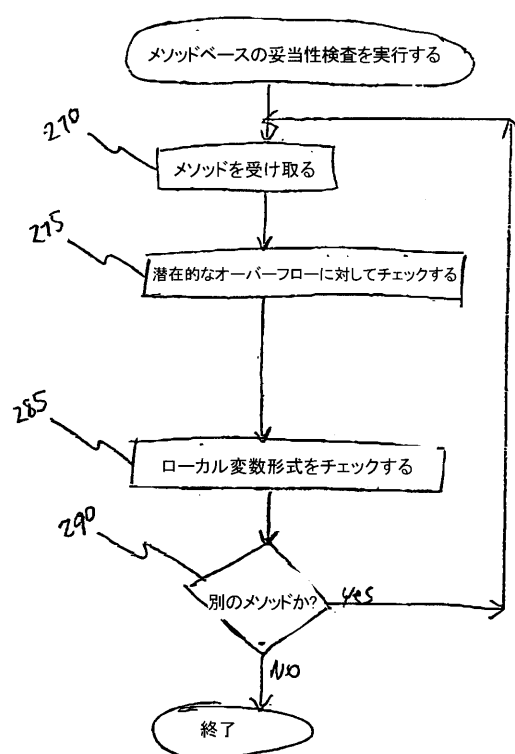 メソッドベースの妥当性検査を実行する
270
メソッドを受け取る
275
潜在的なオーバーフローに対してチェックする
285
ローカル変数形式をチェックする
290
別のメソッドか?
Yes
No
終了